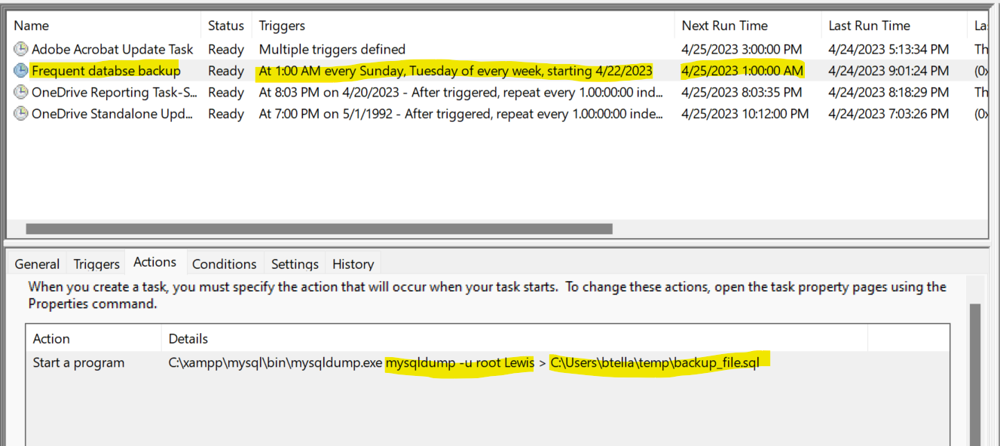 Name Status Triggers Next Run Time Last Run Time
Adobe Acrobat Update Task Ready Multiple triggers defined 4/25/2023 3:00:00 PM 4/24/2023 5:13:34 PM Th
Frequent databse backup Ready At 1:00 AM every Sunday, Tuesday of every week, starting 4/22/2023 4/25/2023 1:00:00 AM 4/24/2023 9:01:24 PM (0x
OneDrive Reporting Task-S... Ready At 8:03 PM on 4/20/2023 - After triggered, repeat every 1.00:00:00 ind... 4/25/2023 8:03:35 PM 4/24/2023 8:18:29 PM Th
OneDrive Standalone Upd... Ready At 7:00 PM on 5/1/1992 - After triggered, repeat every 1.00:00:00 inde... 4/25/2023 10:12:00 PM 4/24/2023 7:03:26 PM (0x
General Triggers Actions Conditions Settings History
When you create a task, you must specify the action that will occur when your task starts. To change these actions, open the task property pages using the
Properties command.
Action Details
Start a program C:\xampp\mysql\bin\mysqldump.exe mysqldump -u root Lewis > C:\Users\btella\temp\backup_file.sql